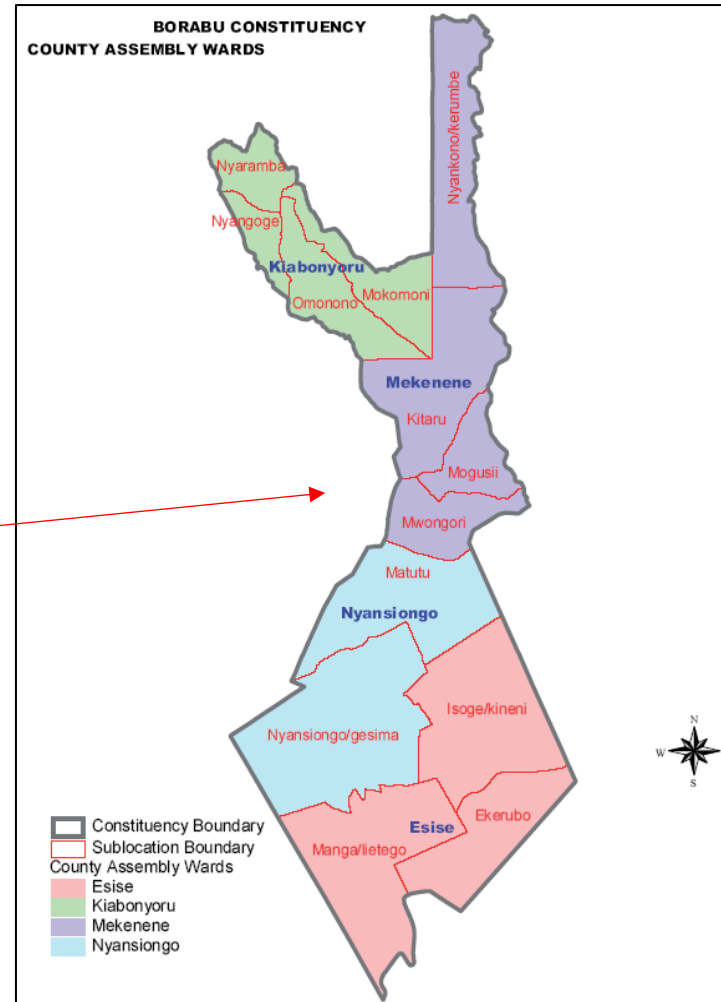 BORABU CONSTITUENCY
COUNTY ASSEMBLY WARDS
Nyankono/kerumbe
Nyaramba
Nyangoge
Kiabonyoru
Mokomoni
Omonono
Mekenene
Kitaru
Mogusii
Mwongori
Matutu
Nyansiongo
Isoge/kineni
Nyansiongo/gesima
N
W
S
Ekerubo
Esise
Manga/lietego
Constituency Boundary
Sublocation Boundary
County Assembly Wards
Esise
Kiabonyoru
Mekenene
Nyansiongo